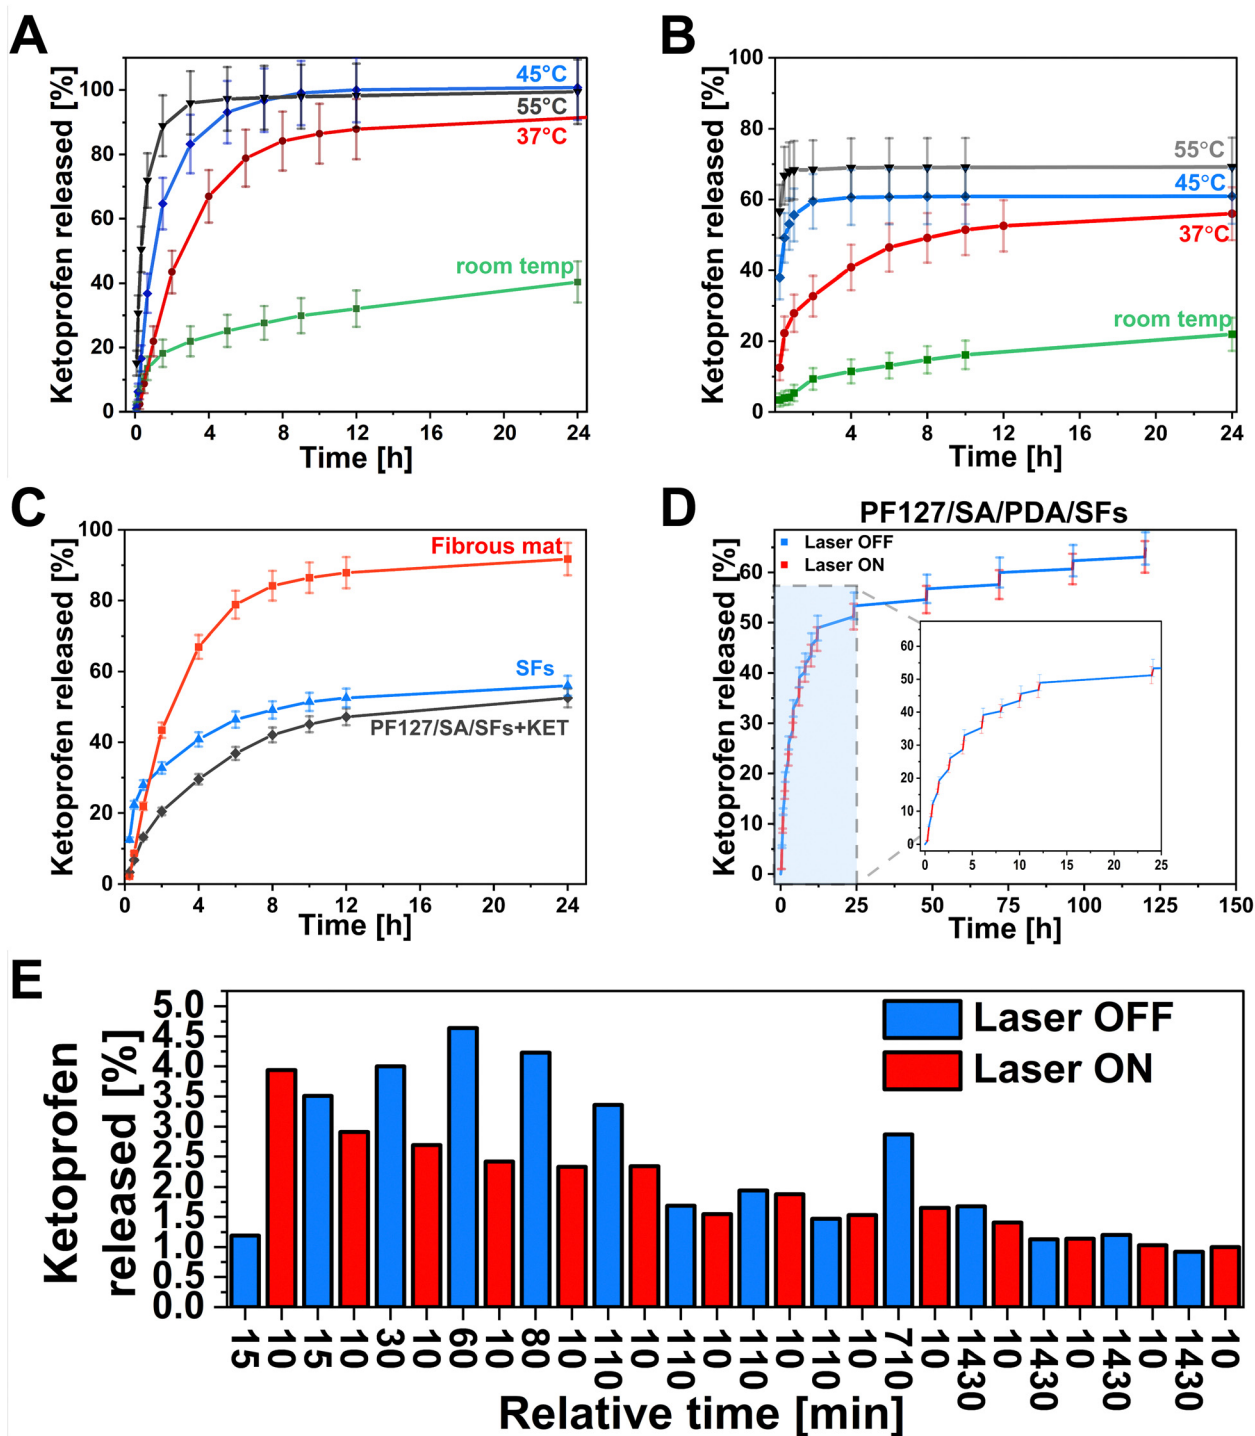 A
Ketoprofen released [%]
100
80
60
40
20
0
45°C
55°C
37°C
room temp
0 4 8 12 16 20 24
Time [h]
B
Ketoprofen released [%]
100
80
60
40
20
0
55°C
45°C
37°C
room temp
4 8 12 16 20 24
Time [h]
C
Ketoprofen released [%]
100
80
60
40
20
0
Fibrous mat
SFs
PF127/SA/SFs+KET
0 4 8 12 16 20 24
Time [h]
D
PF127/SA/PDA/SFs
Laser OFF
Laser ON
Ketoprofen released [%]
60
50
40
30
20
10
0
60
50
40
30
20
10
0
0 5 10 15 20 25
0 25 50 75 100 125 150
Time [h]
E
Ketoprofen
released [%]
5.0
4.5
4.0
3.5
3.0
2.5
2.0
1.5
1.0
0.5
0.0
Laser OFF
Laser ON
15 10 15 10 30 10 60 10 80 10 110 10 110 10 110 10 110 10 710 10 1430 10 1430 10 1430 10 1430 10
Relative time [min]